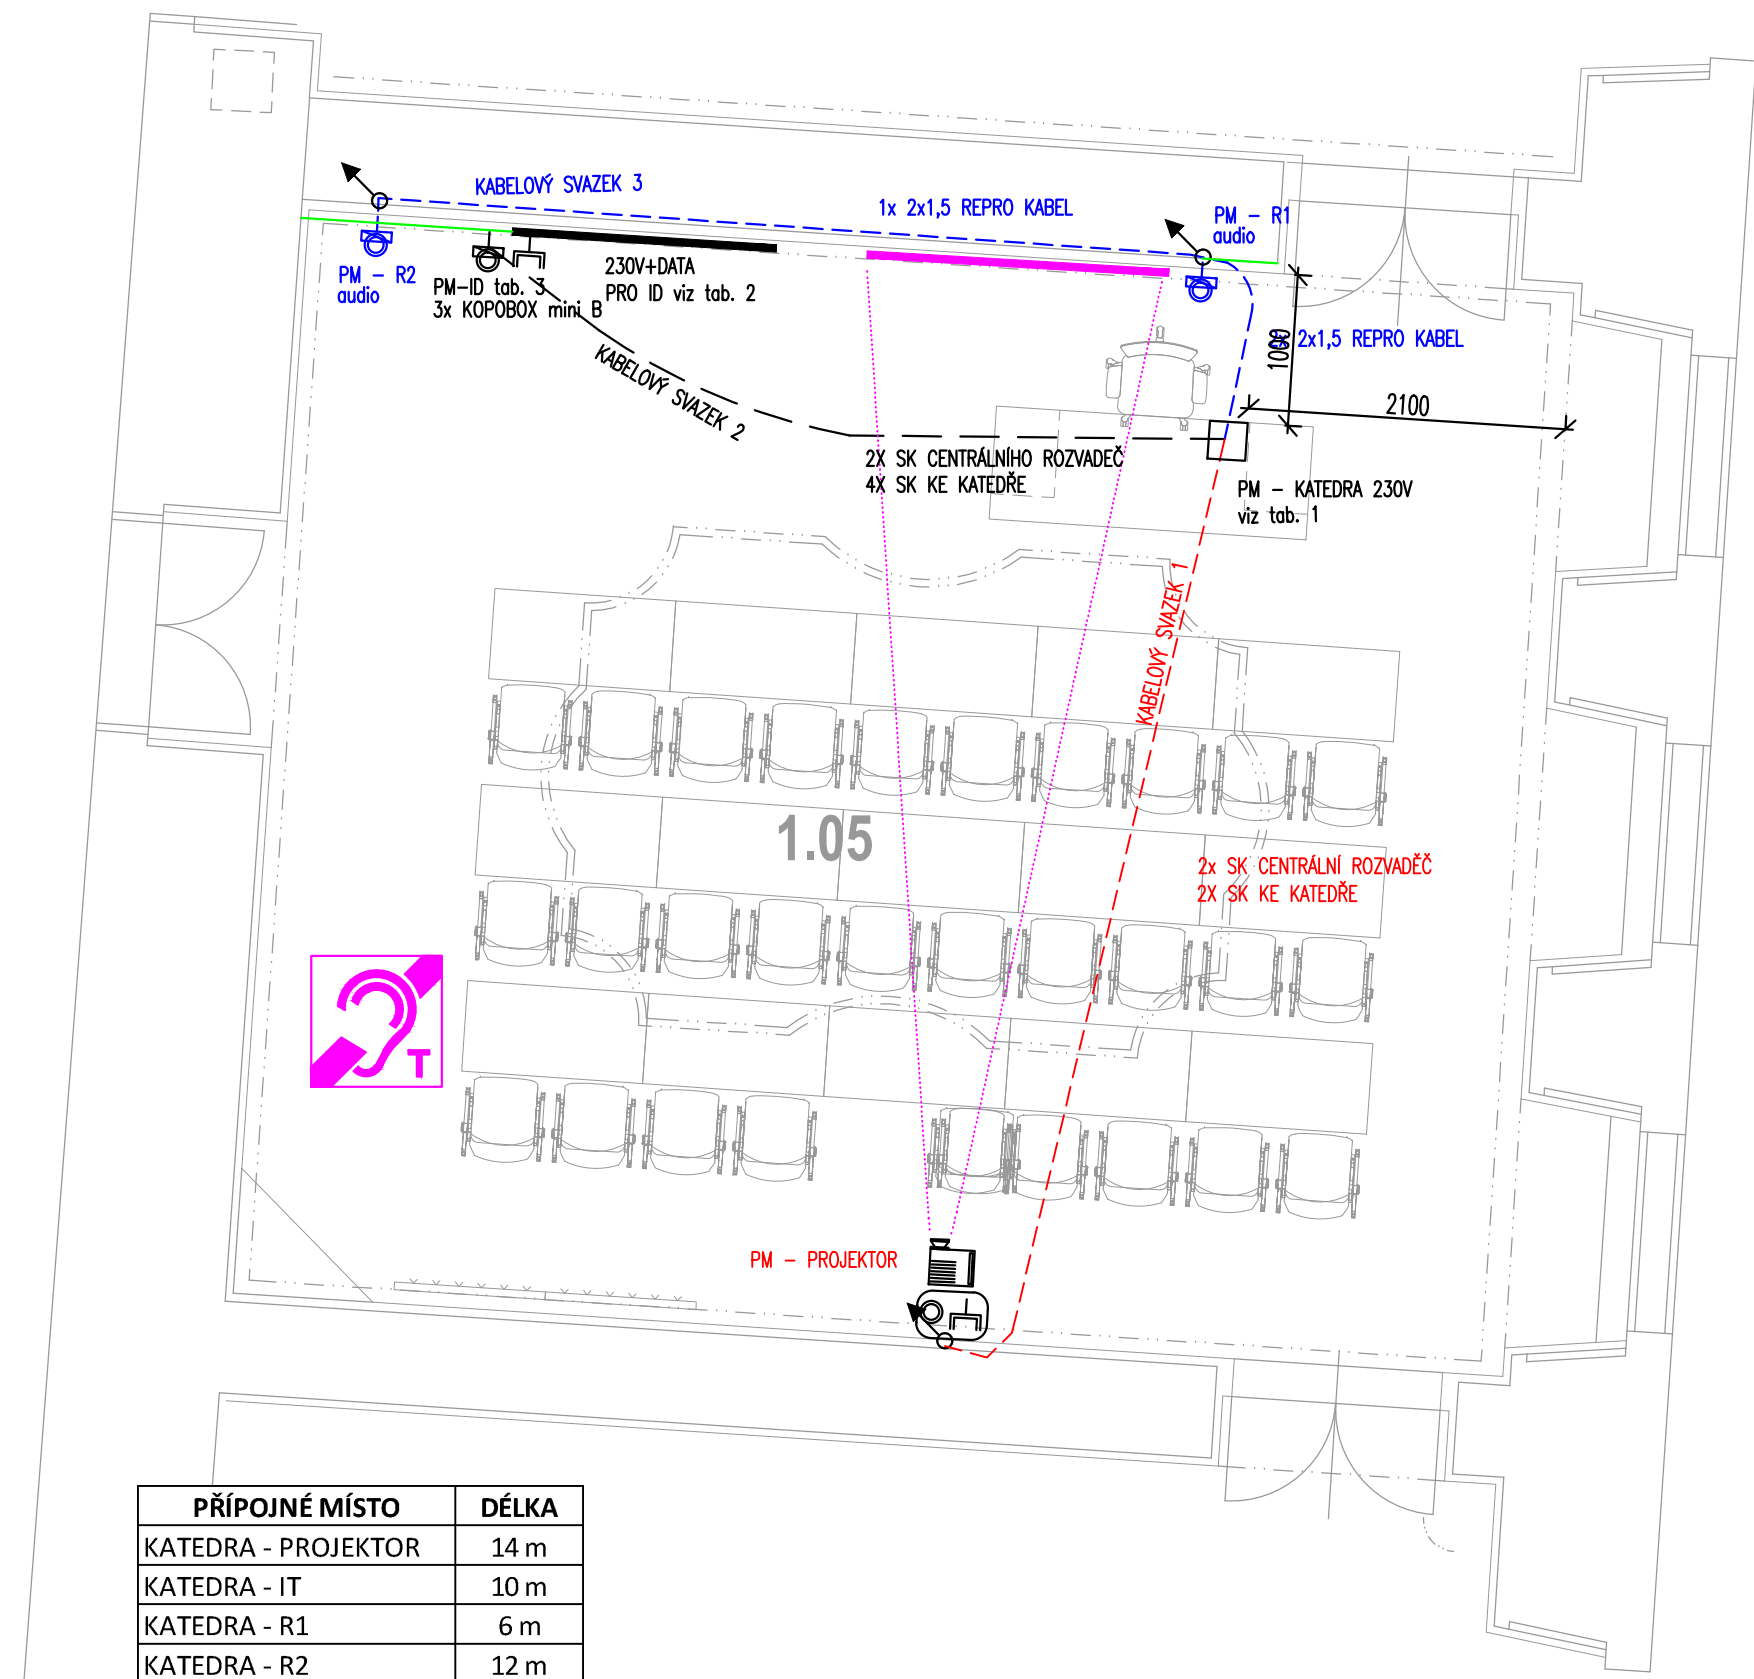 KABELOVÝ SVAZEK 3
1x 2x1,5 REPRO KABEL
PM - R1
audio
PM - R2
audio
PM-ID tab. 3
3x KOPOBOX mini B
230V+DATA
PRO ID viz tab. 2
2x1,5 REPRO KABEL
1000
2100
KABELOVÝ SVAZEK 2
2X SK CENTRÁLNÍHO ROZVADEČ
4X SK KE KATEDŘE
PM - KATEDRA 230V
viz tab. 1
KABELOVÝ SVAZEK 1
1.05
2x SK CENTRÁLNÍ ROZVADĚČ
2X SK KE KATEDŘE
T
PM - PROJEKTOR
PŘÍPOJNÉ MÍSTO DÉLKA
KATEDRA - PROJEKTOR 14 m
KATEDRA - IT 10 m
KATEDRA - R1 6 m
KATEDRA - R2 12 m